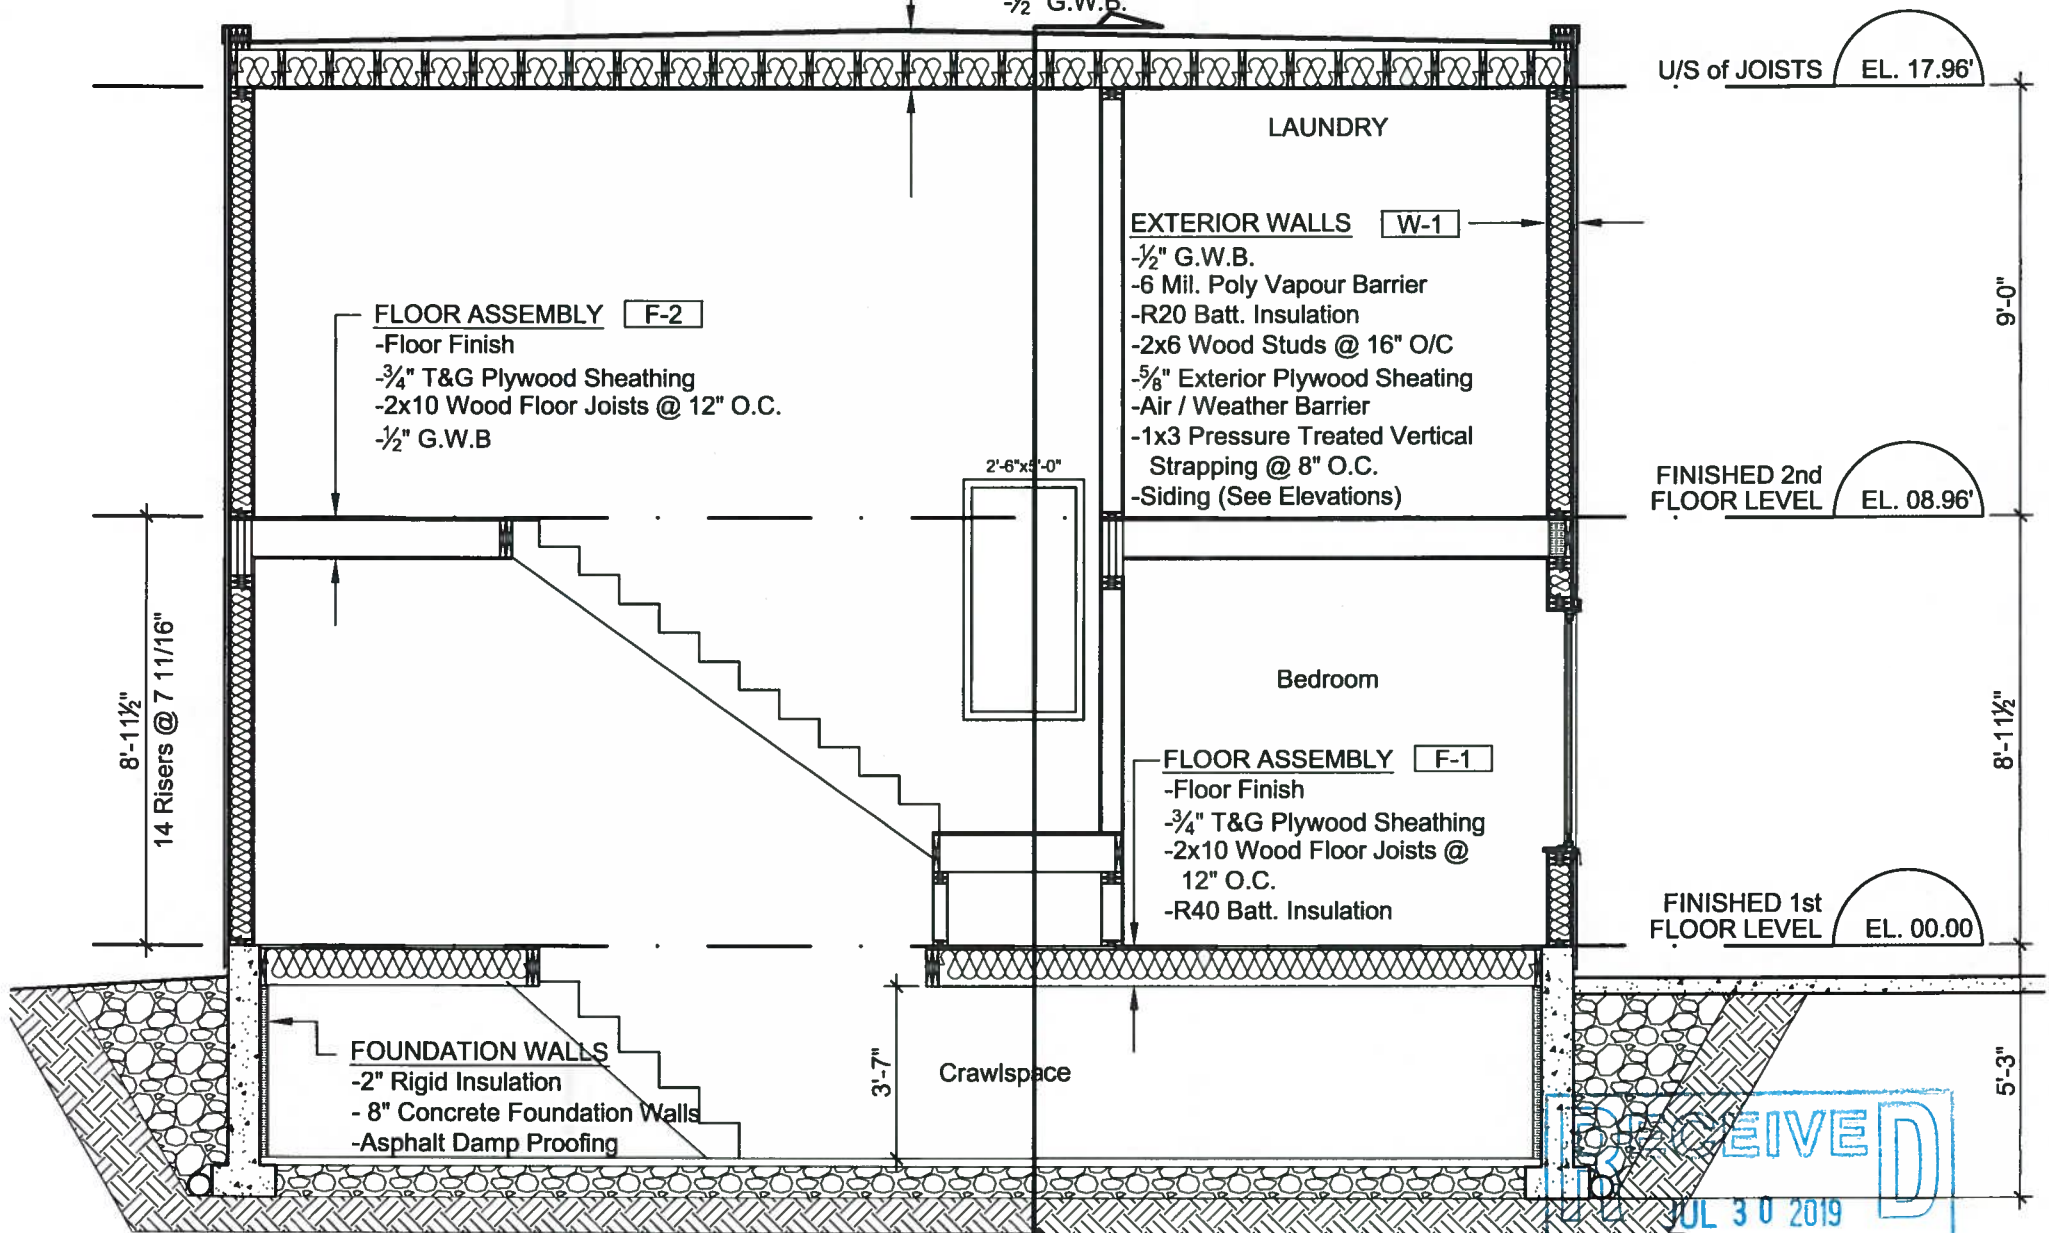 -½" G.W.B.
U/S of JOISTS EL. 17.96'
LAUNDRY
EXTERIOR WALLS W-1
-½" G.W.B.
-6 Mil. Poly Vapour Barrier
-R20 Batt. Insulation
-2x6 Wood Studs @ 16" O/C
-⅝" Exterior Plywood Sheating
-Air / Weather Barrier
-1x3 Pressure Treated Vertical
Strapping @ 8" O.C.
-Siding (See Elevations)
9'-0"
FLOOR ASSEMBLY F-2
-Floor Finish
-¾" T&G Plywood Sheathing
-2x10 Wood Floor Joists @ 12" O.C.
-½" G.W.B
2'-6"x5'-0"
FINISHED 2nd
FLOOR LEVEL EL. 08.96'
8'-11½"
14 Risers @ 7 11/16"
Bedroom
8'-11½"
FLOOR ASSEMBLY F-1
-Floor Finish
-¾" T&G Plywood Sheathing
-2x10 Wood Floor Joists @
12" O.C.
-R40 Batt. Insulation
FINISHED 1st
FLOOR LEVEL EL. 00.00
FOUNDATION WALLS
-2" Rigid Insulation
- 8" Concrete Foundation Walls
-Asphalt Damp Proofing
3'-7"
Crawlspace
5'-3"
RECEIVED
JUL 30 2019